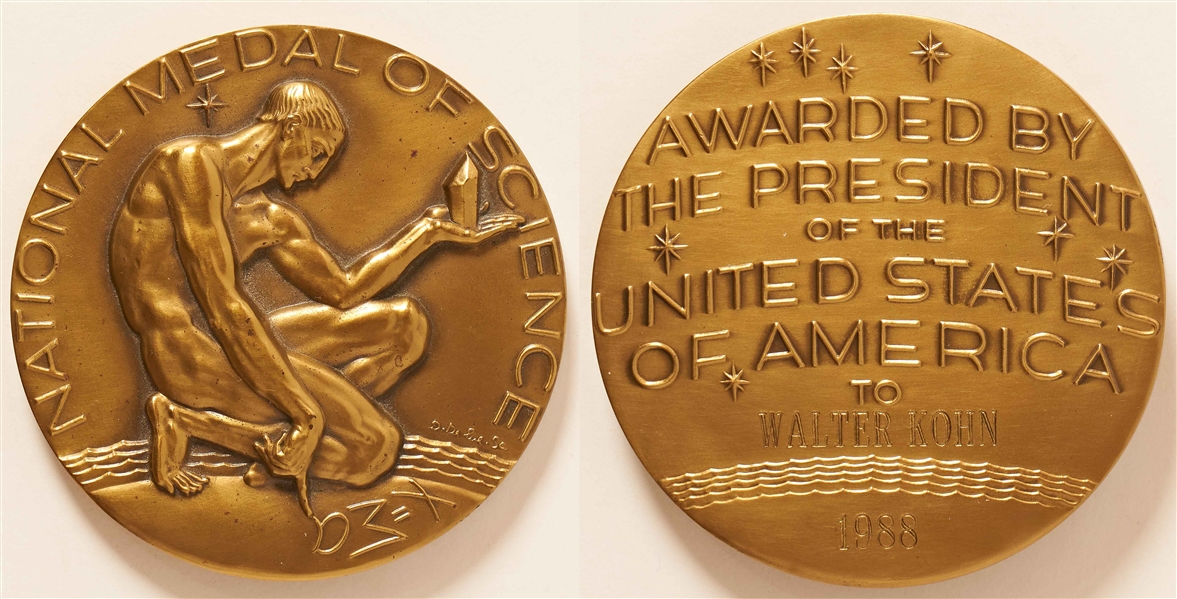 NATIONAL MEDAL OF SCIENCE
AWARDED BY
THE PRESIDENT
OF THE
UNITED STATES
OF AMERICA
TO
WALTER KOHN
1988